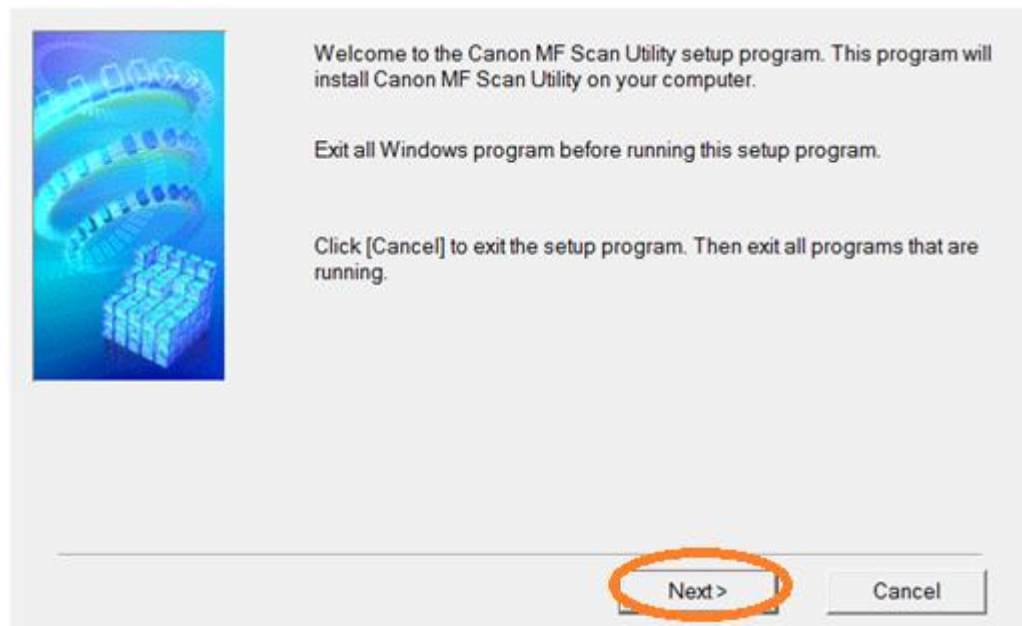 Welcome to the Canon MF Scan Utility setup program. This program will
install Canon MF Scan Utility on your computer.
Exit all Windows program before running this setup program.
Click [Cancel] to exit the setup program. Then exit all programs that are
running.
Next >
Cancel